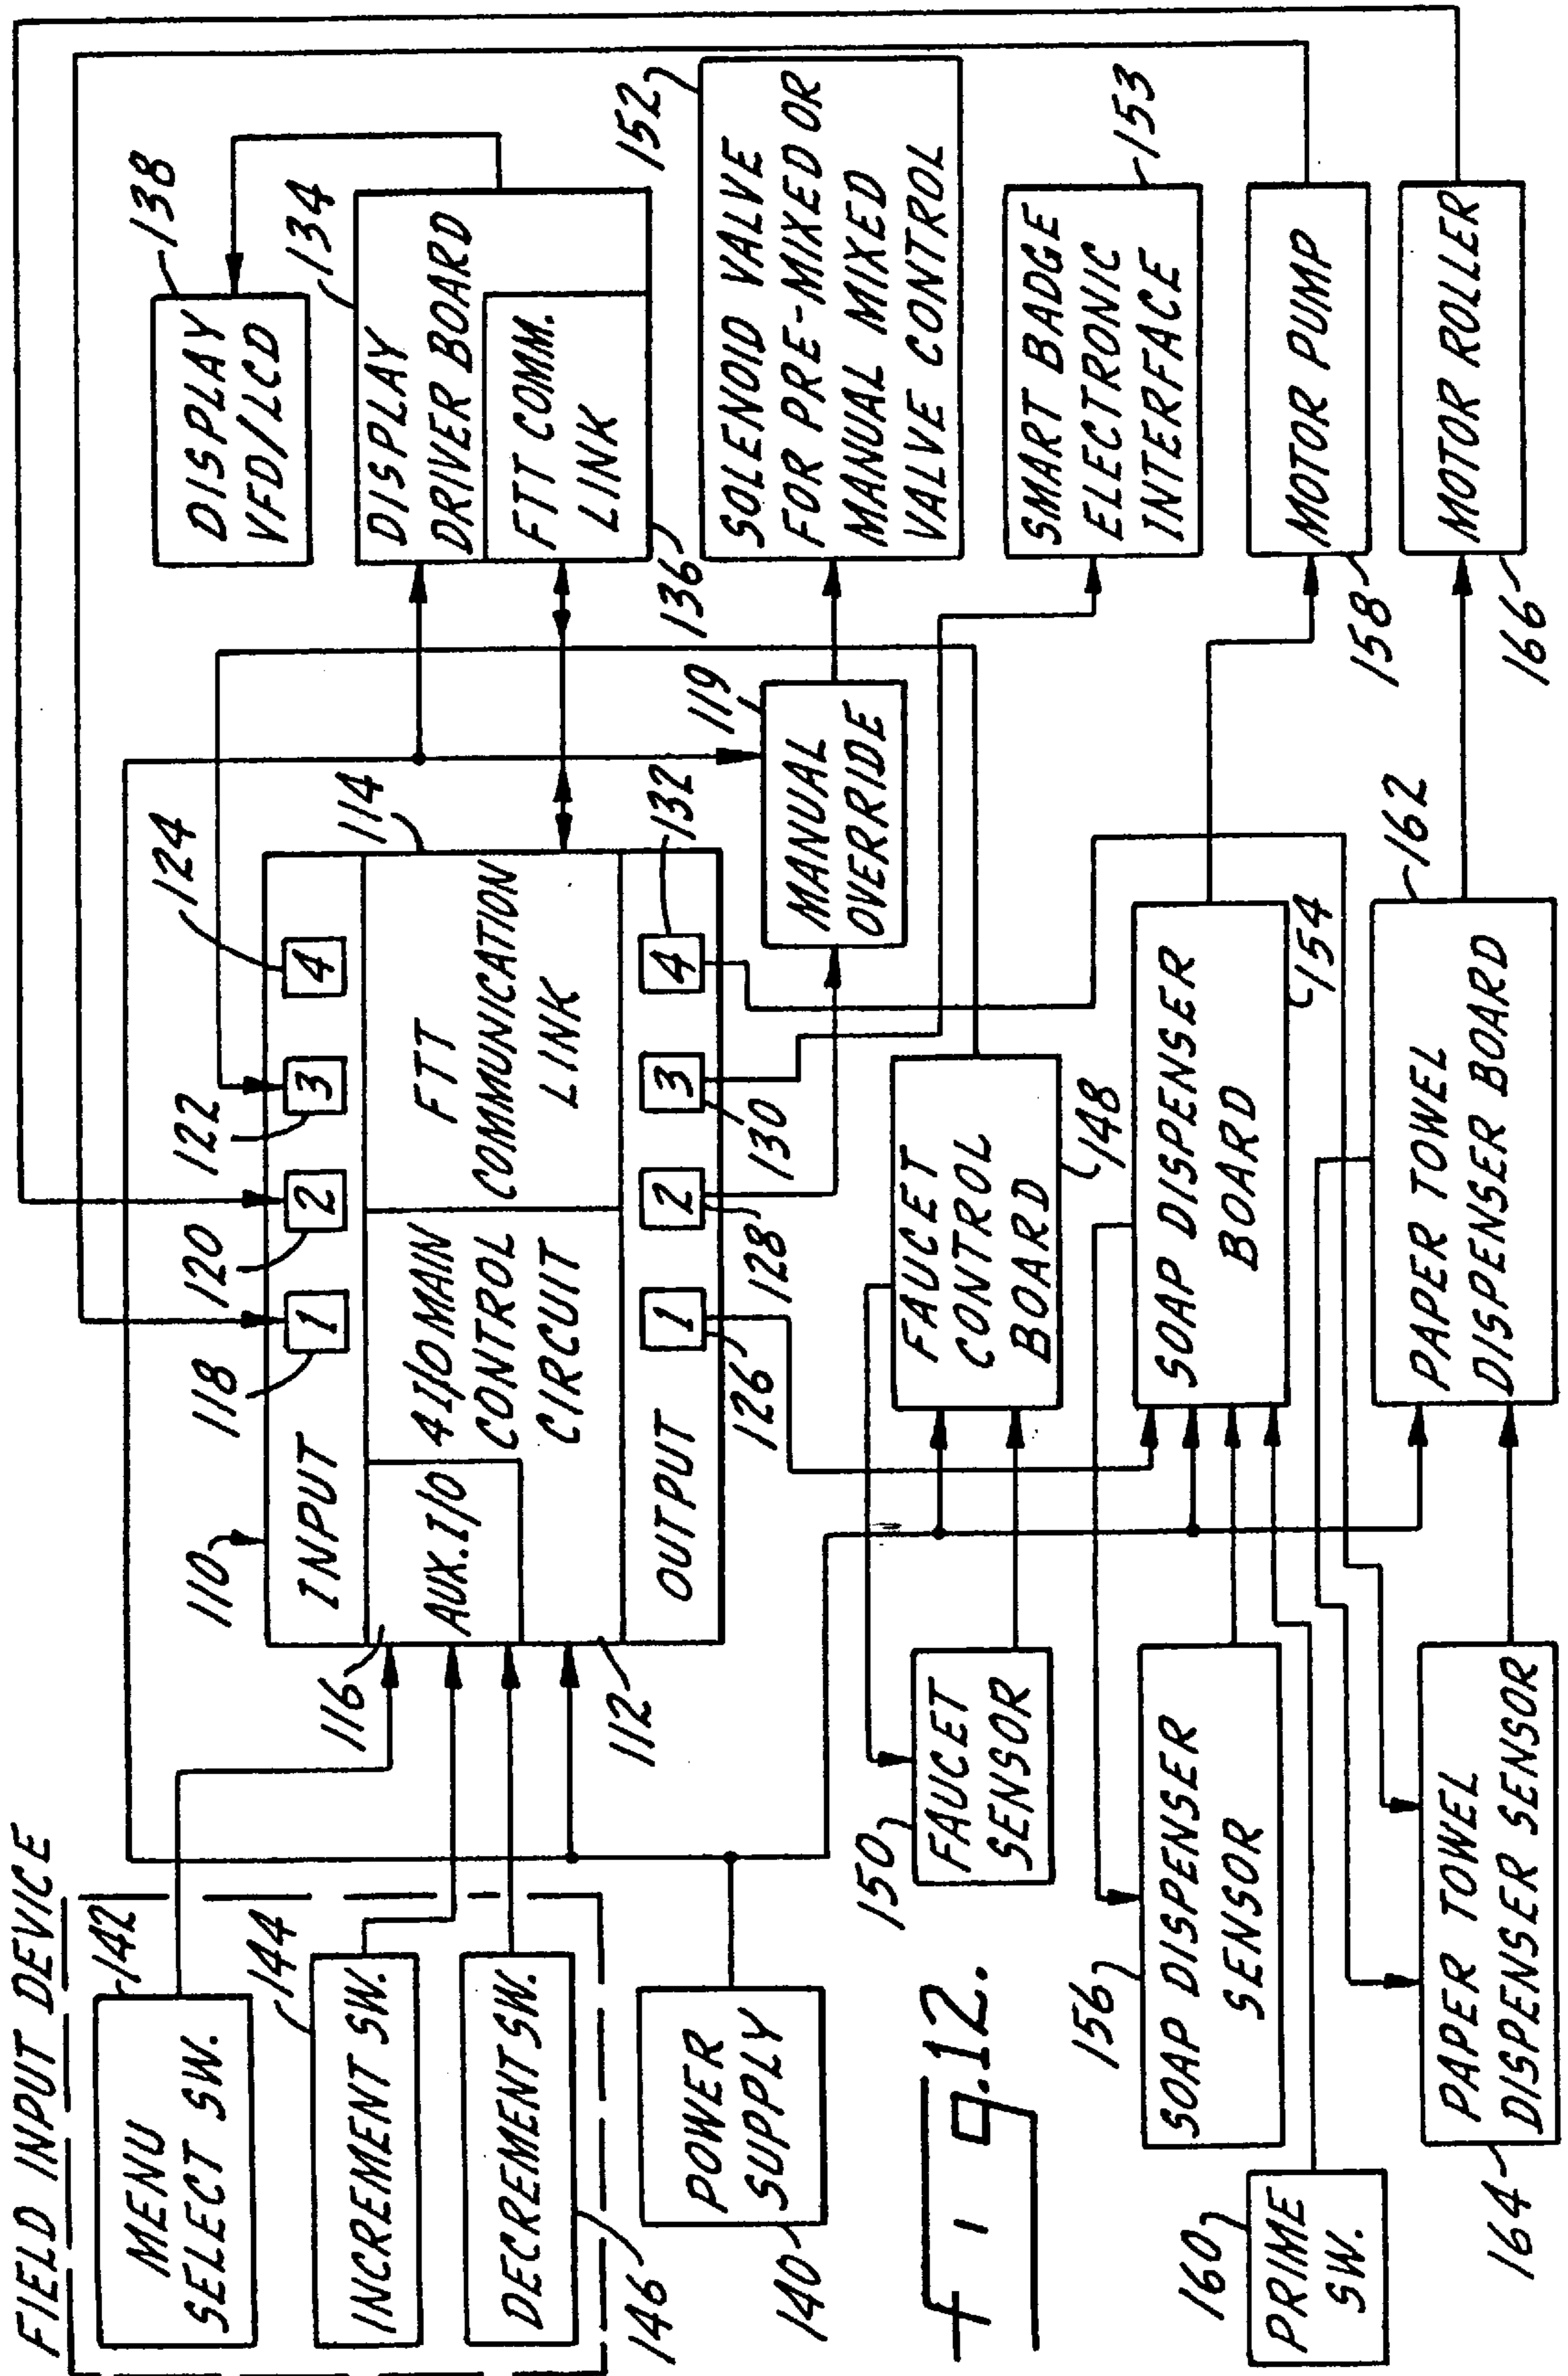 FIELD INPUT DEVICE
MENU
SELECT SW.
142
INCREMENT SW.
144
DECREMENT SW.
146
POWER
SUPPLY
140
110
INPUT
1
2
3
4
118
120
122
124
AUX. I/O
116
4 I/O MAIN
CONTROL
CIRCUIT
112
FTT
COMMUNICATION
LINK
114
OUTPUT
1
2
3
4
126
128
130
132
DISPLAY
VFD/LCD
138
DISPLAY
DRIVER BOARD
134
FTT COMM.
LINK
136
MANUAL
OVERRIDE
119
SOLENOID VALVE
FOR PRE-MIXED OR
MANUAL MIXED
VALVE CONTROL
152
SMART BADGE
ELECTRONIC
INTERFACE
153
FAUCET
SENSOR
150
FAUCET
CONTROL
BOARD
148
SOAP DISPENSER
SENSOR
156
SOAP DISPENSER
BOARD
154
MOTOR PUMP
158
PRIME
SW.
160
PAPER TOWEL
DISPENSER SENSOR
164
PAPER TOWEL
DISPENSER BOARD
162
MOTOR ROLLER
166
Fig.12.